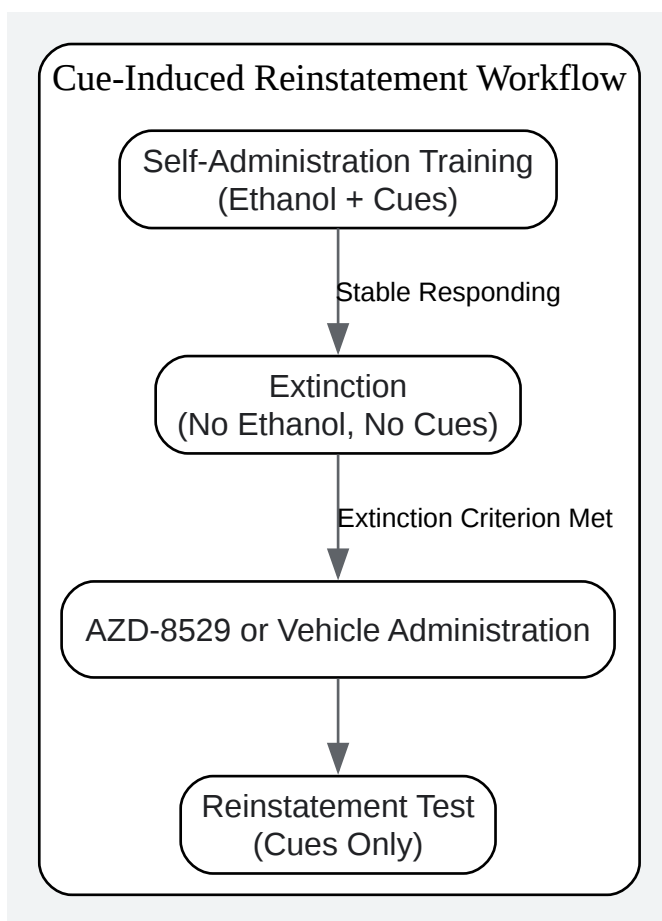 Cue-Induced Reinstatement Workflow
Self-Administration Training
(Ethanol + Cues)
Stable Responding
Extinction
(No Ethanol, No Cues)
Extinction Criterion Met
AZD-8529 or Vehicle Administration
Reinstatement Test
(Cues Only)